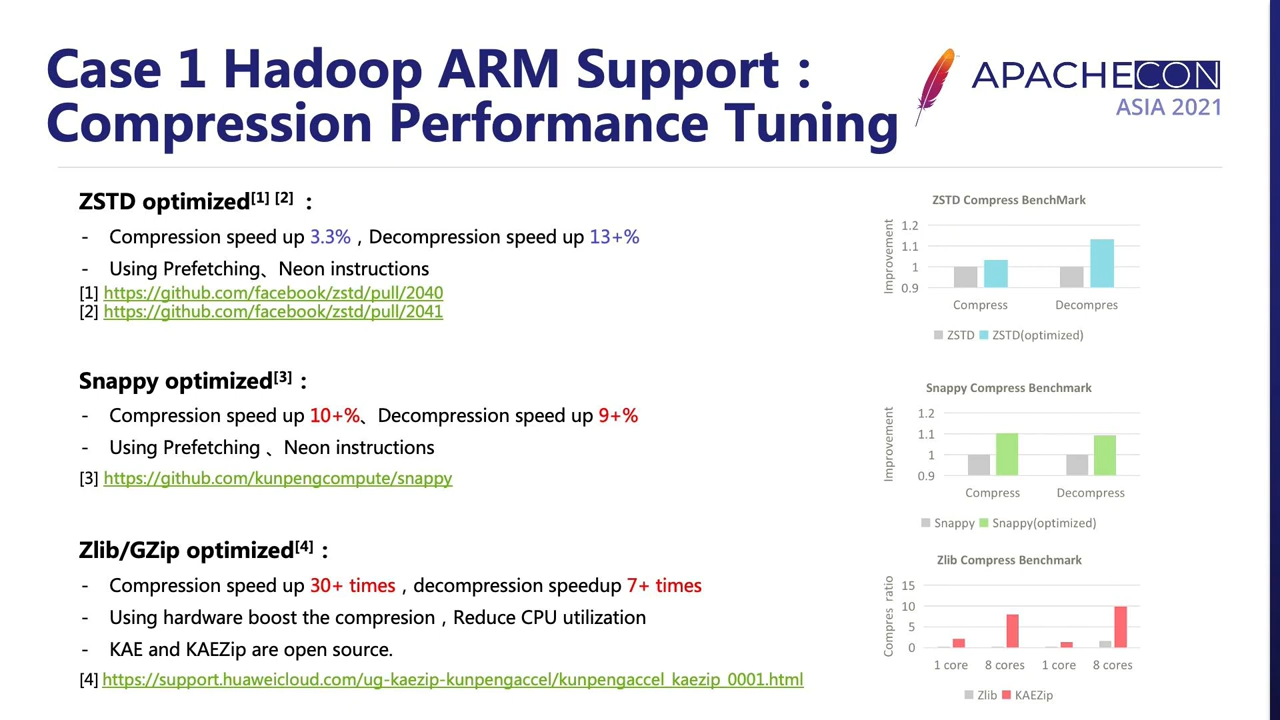 Case 1 Hadoop ARM Support：
Compression Performance Tuning
APACHECON
ASIA 2021
ZSTD optimized[1] [2] ：
- Compression speed up 3.3%，Decompression speed up 13+%
- Using Prefetching、Neon instructions
[1] https://github.com/facebook/zstd/pull/2040
[2] https://github.com/facebook/zstd/pull/2041
ZSTD Compress BenchMark
Improvement
1.2
1.1
1
0.9
Compress Decompres
ZSTD ZSTD(optimized)
Snappy optimized[3]：
- Compression speed up 10+%、Decompression speed up 9+%
- Using Prefetching 、Neon instructions
[3] https://github.com/kunpengcompute/snappy
Snappy Compress Benchmark
Improvement
1.2
1.1
1
0.9
Compress Decompress
Snappy Snappy(optimized)
Zlib/GZip optimized[4]：
- Compression speed up 30+ times，decompression speedup 7+ times
- Using hardware boost the compresion，Reduce CPU utilization
- KAE and KAEZip are open source.
[4] https://support.huaweicloud.com/ug-kaezip-kunpengaccel/kunpengaccel_kaezip_0001.html
Zlib Compress Benchmark
Compres ratio
15
10
5
0
1 core 8 cores 1 core 8 cores
Zlib KAEZip